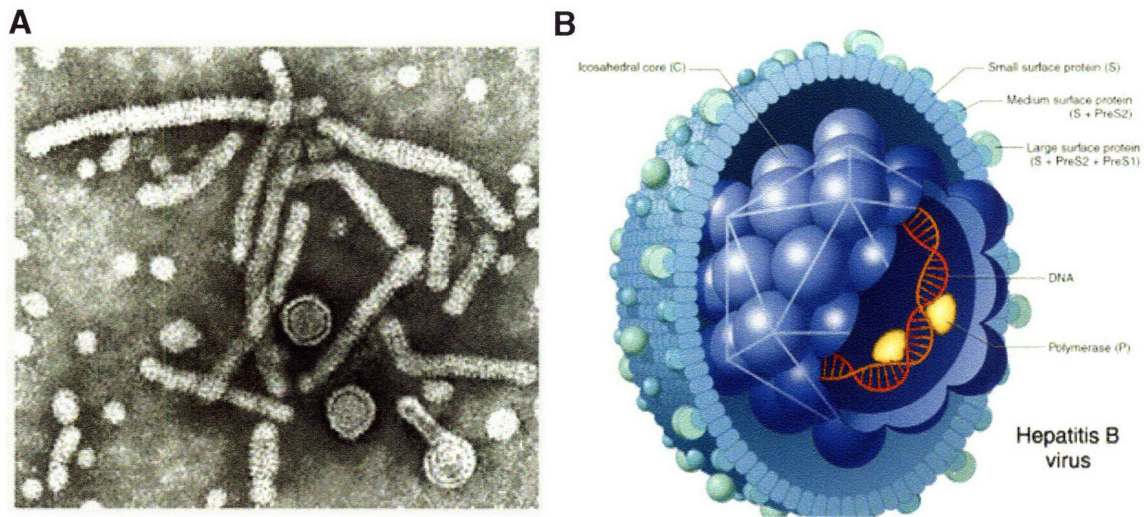 A
B
Icosahedral core (C)
Small surface protein (S)
Medium surface protein
(S + PreS2)
Large surface protein
(S + PreS2 + PreS1)
DNA
Polymerase (P)
Hepatitis B
virus